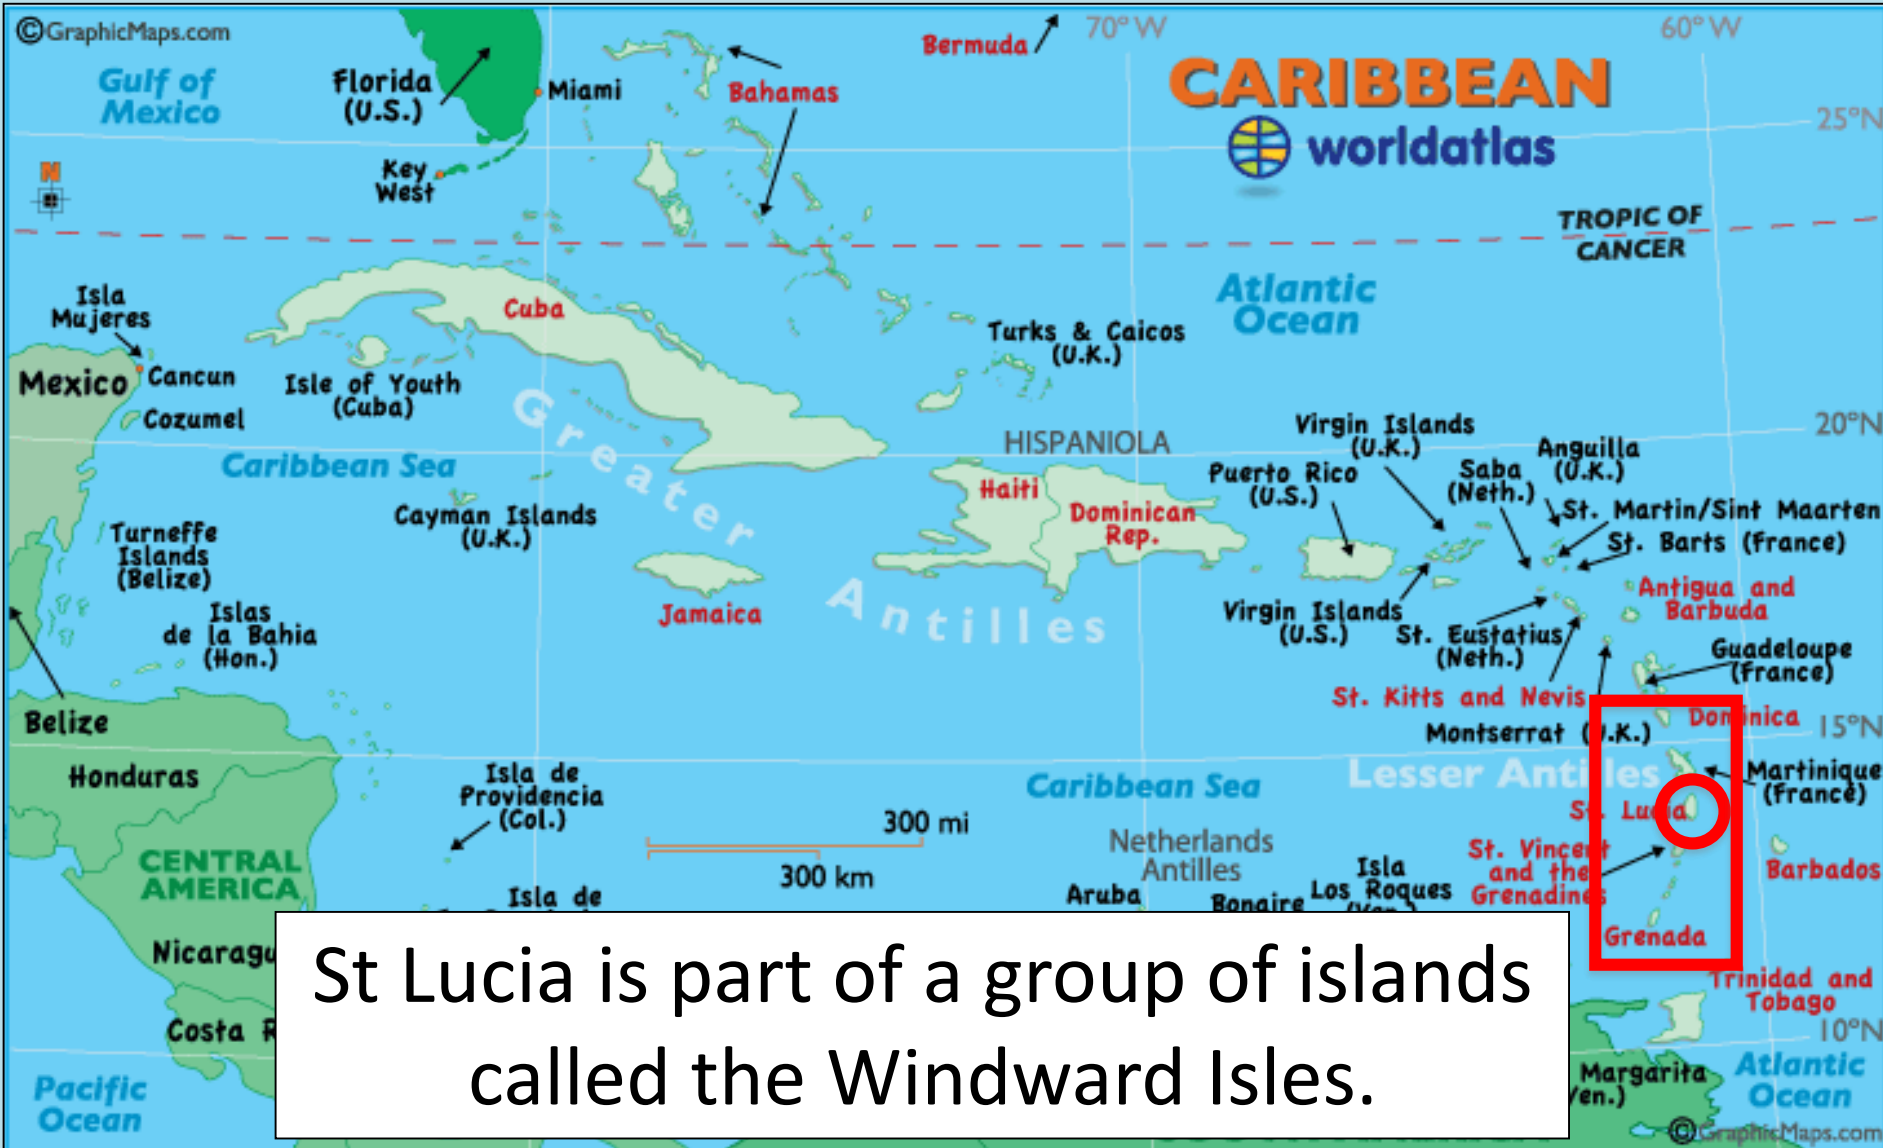 ©GraphicMaps.com
Gulf of
Mexico
Florida
(U.S.)
Miami
Key
West
Bahamas
Bermuda
70° W
60° W
CARIBBEAN
worldatlas
25°N
N
TROPIC OF
CANCER
Isla
Mujeres
Cuba
Atlantic
Ocean
Turks & Caicos
(U.K.)
Mexico
Cancun
Cozumel
Isle of Youth
(Cuba)
Greater
Antilles
HISPANIOLA
20°N
Caribbean Sea
Cayman Islands
(U.K.)
Haiti
Dominican
Rep.
Puerto Rico
(U.S.)
Virgin Islands
(U.K.)
Saba
(Neth.)
Anguilla
(U.K.)
St. Martin/Sint Maarten
St. Barts (France)
Turneffe
Islands
(Belize)
Jamaica
Virgin Islands
(U.S.)
St. Eustatius
(Neth.)
Antigua and
Barbuda
Islas
de la Bahia
(Hon.)
Guadeloupe
(France)
St. Kitts and Nevis
Montserrat (U.K.)
Dominica
15°N
Belize
Honduras
Isla de
Providencia
(Col.)
Caribbean Sea
Lesser Antilles
Martinique
(France)
St. Lucia
300 mi
300 km
Netherlands
Antilles
St. Vincent
and the
Grenadines
Barbados
CENTRAL
AMERICA
Isla de
Aruba
Bonaire
Isla
Los Roques
(Ven.)
Grenada
Nicaragu
Trinidad and
Tobago
Costa R
10°N
St Lucia is part of a group of islands
called the Windward Isles.
Pacific
Ocean
Margarita
Ven.)
Atlantic
Ocean
©GraphicMaps.com